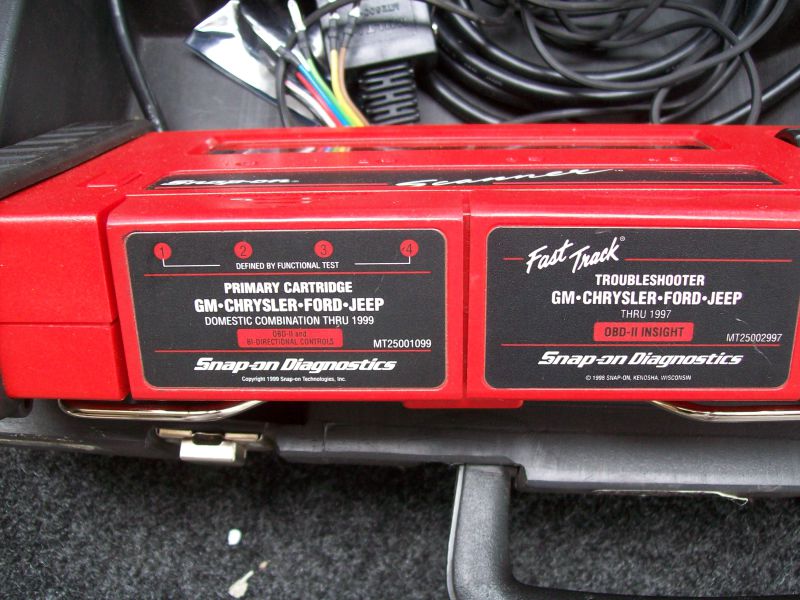 Snap-on® Scanner™
1 2 3 4
DEFINED BY FUNCTIONAL TEST
PRIMARY CARTRIDGE
GM•CHRYSLER•FORD•JEEP
DOMESTIC COMBINATION THRU 1999
OBD-II and
BI-DIRECTIONAL CONTROLS
MT25001099
Snap-on Diagnostics
Copyright 1999 Snap-on Technologies, Inc.
Fast Track®
TROUBLESHOOTER
GM•CHRYSLER•FORD•JEEP
THRU 1997
OBD-II INSIGHT
MT25002997
Snap-on Diagnostics
© 1998 SNAP-ON, KENOSHA, WISCONSIN